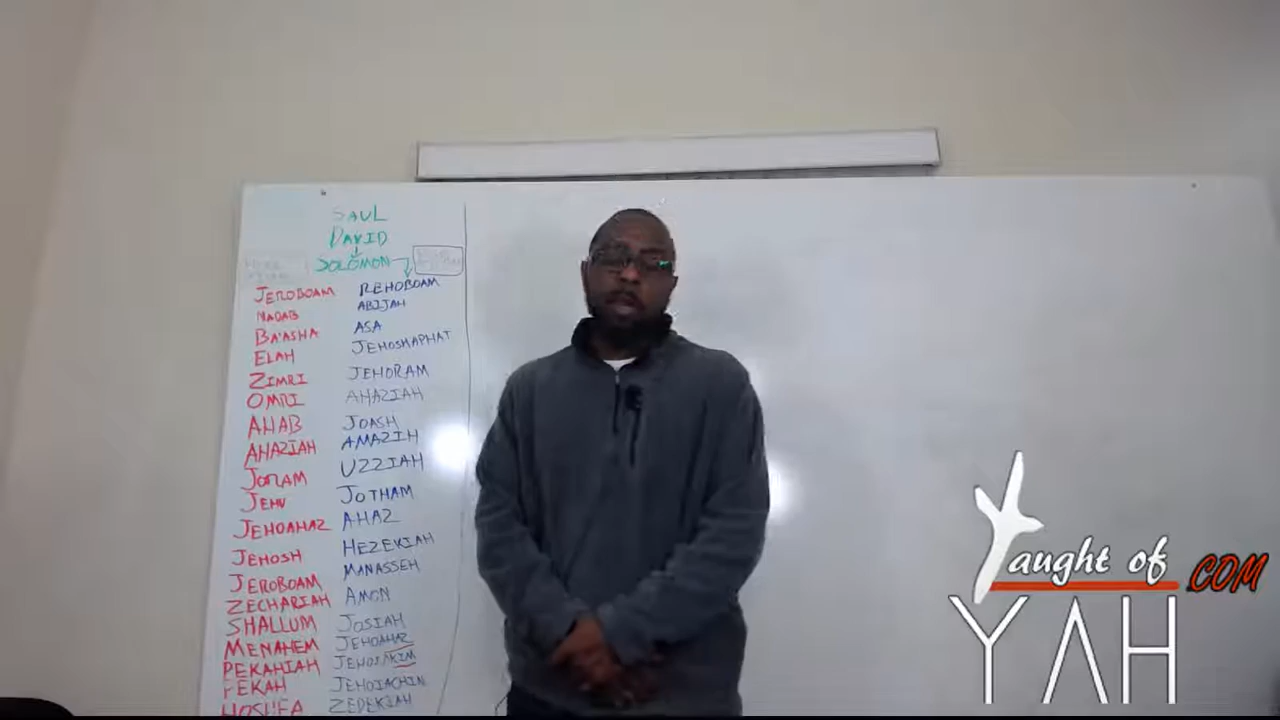 SAUL
DAVID
SOLOMON
JEROBOAM
NADAB
BA'ASHA
ELAH
ZIMRI
OMRI
AHAB
AHAZIAH
JORAM
JEHU
JEHOAHAZ
JEHOSH
JEROBOAM
ZECHARIAH
SHALLUM
MENAHEM
PEKAHIAH
PEKAH
HOSHEA
REHOBOAM
ABIJAH
ASA
JEHOSHAPHAT
JEHORAM
AHAZIAH
JOASH
AMAZIH
UZZIAH
JOTHAM
AHAZ
HEZEKIAH
MANASSEH
AMON
JOSIAH
JEHOAHAZ
JEHOIAKIM
JEHOIACHIN
ZEDEKIAH
Taught of .COM
YAH